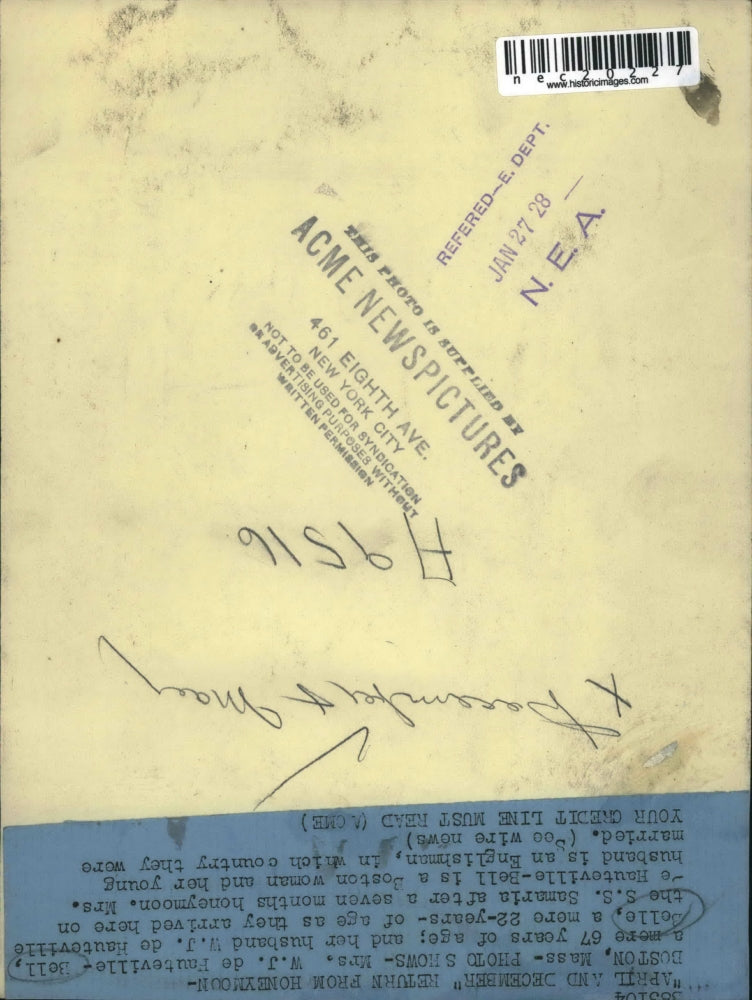 nec20227
www.historicimages.com
REFERED-E. DEPT.
JAN 27 28
N. E. A.
THIS PHOTO IS SUPPLIED BY
ACME NEWSPICTURES
461 EIGHTH AVE.
NEW YORK CITY
NOT TO BE USED FOR SYNDICATION
OR ADVERTISING PURPOSES WITHOUT
WRITTEN PERMISSION
A9516
x December & May
"APRIL AND DECEMBER" RETURN FROM HONEYMOON-
BOSTON, Mass- PHOTO SHOWS- Mrs. W.J. de Hauteville- Bell,
a mere 67 years of age; and her husband W.J. de Hauteville
Belle, a mere 22-years- of age as they arrived here on
the S.S. Samaria after a seven months honeymoon. Mrs.
e Hauteville-Bell is a Boston woman and her young
husband is an Englishman, in which country they were
married. (See wire news)
YOUR CREDIT LINE MUST READ (ACME)